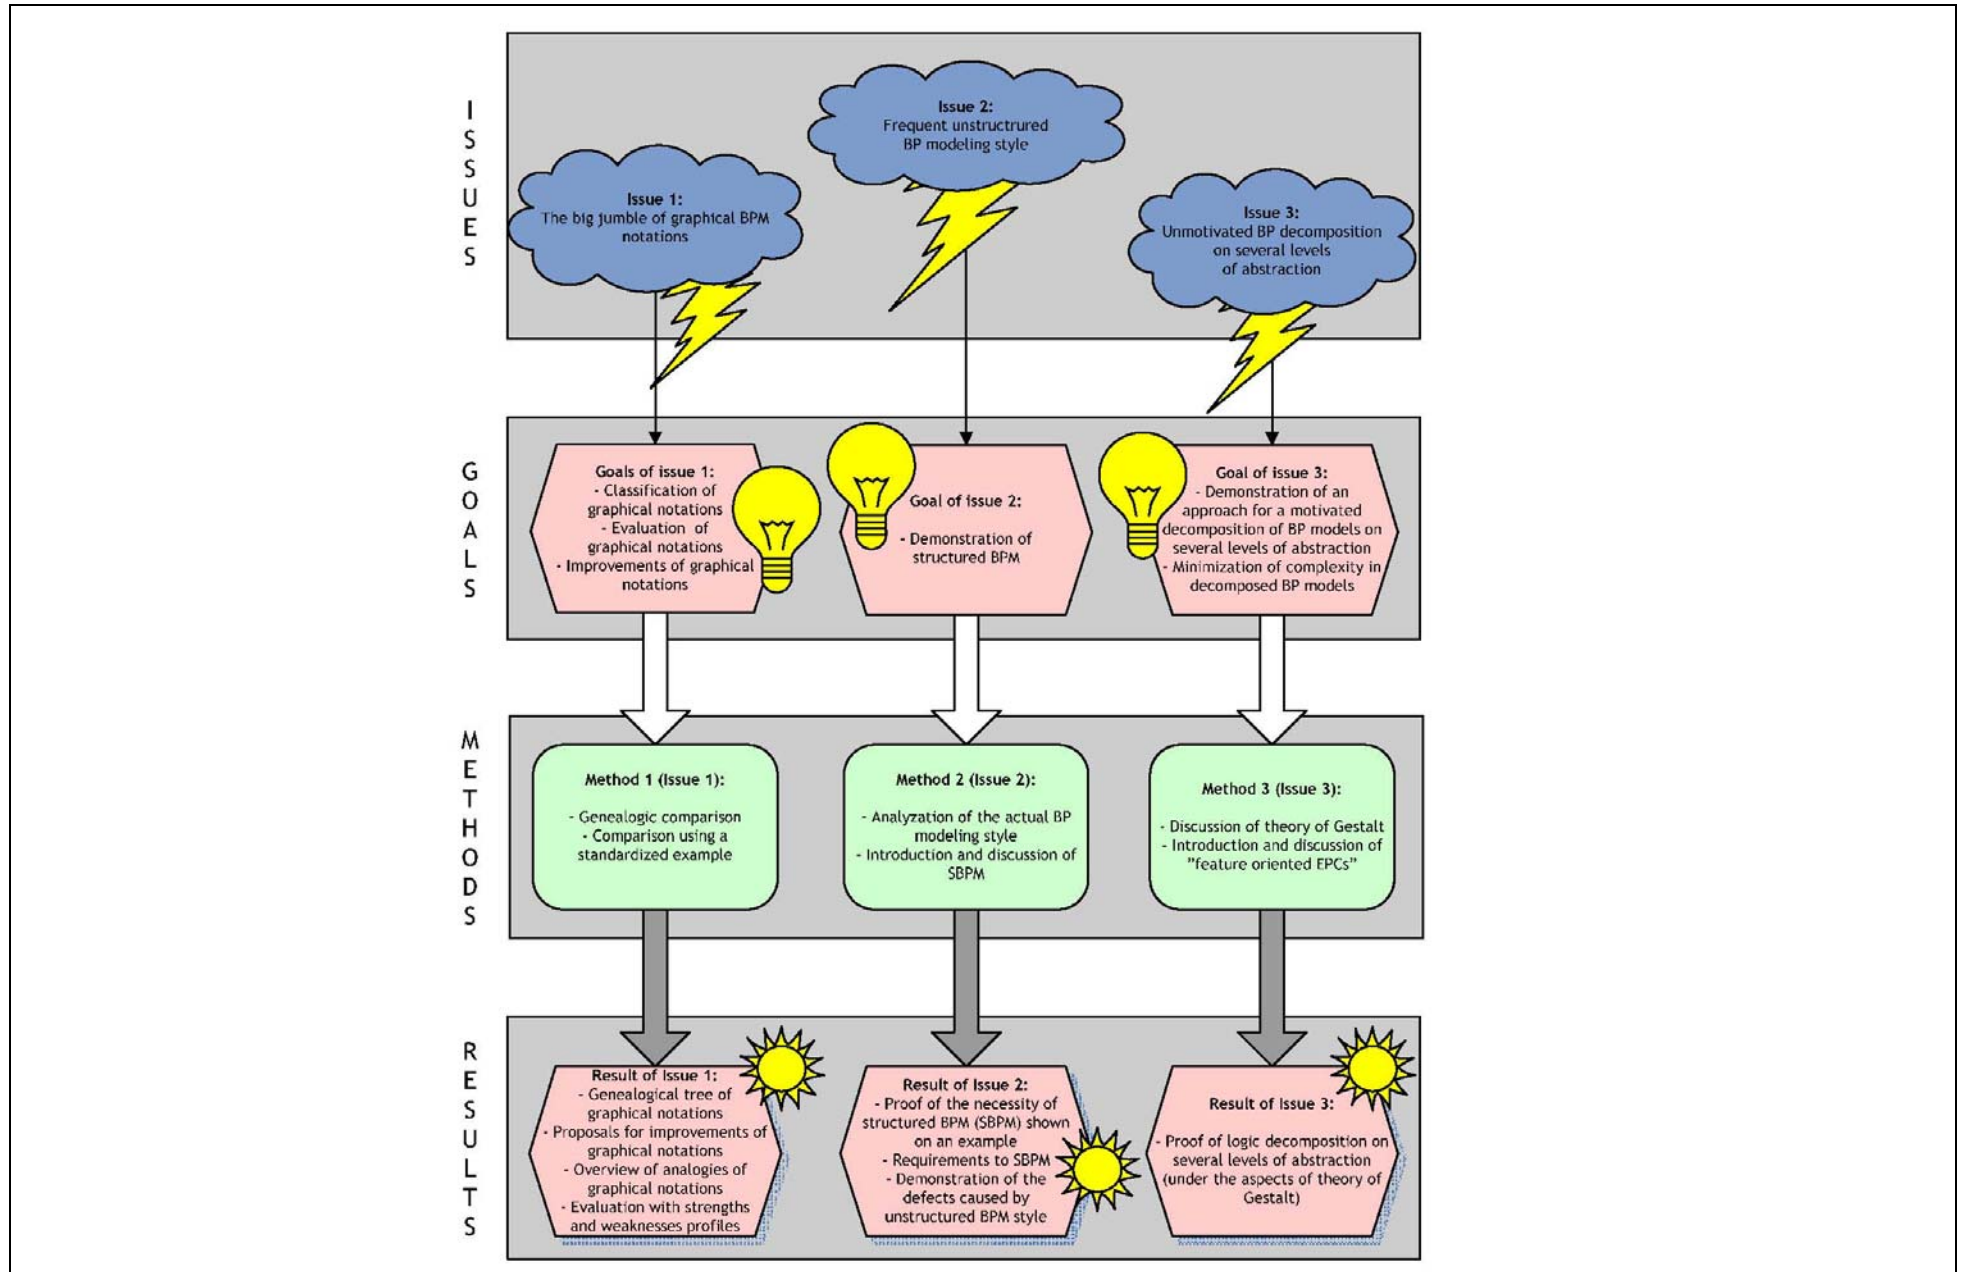 ISSUES
Issue 1:
The big jumble of graphical BPM
notations
Issue 2:
Frequent unstructrured
BP modeling style
Issue 3:
Unmotivated BP decomposition
on several levels
of abstraction
GOALS
Goals of issue 1:
- Classification of
graphical notations
- Evaluation of
graphical notations
- Improvements of graphical
notations
Goal of issue 2:
- Demonstration of
structured BPM
Goal of issue 3:
- Demonstration of an
approach for a motivated
decomposition of BP models on
several levels of abstraction
- Minimization of complexity in
decomposed BP models
METHODS
Method 1 (Issue 1):
- Genealogic comparison
- Comparison using a
standardized example
Method 2 (Issue 2):
- Analyzation of the actual BP
modeling style
- Introduction and discussion of
SBPM
Method 3 (Issue 3):
- Discussion of theory of Gestalt
- Introduction and discussion of
"feature oriented EPCs"
RESULTS
Result of Issue 1:
- Genealogical tree of
graphical notations
- Proposals for improvements of
graphical notations
- Overview of analogies of
graphical notations
- Evaluation with strengths
and weaknesses profiles
Result of Issue 2:
- Proof of the necessity of
structured BPM (SBPM) shown
on an example
- Requirements to SBPM
- Demonstration of the
defects caused by
unstructured BPM style
Result of Issue 3:
- Proof of logic decomposition on
several levels of abstraction
(under the aspects of theory of
Gestalt)